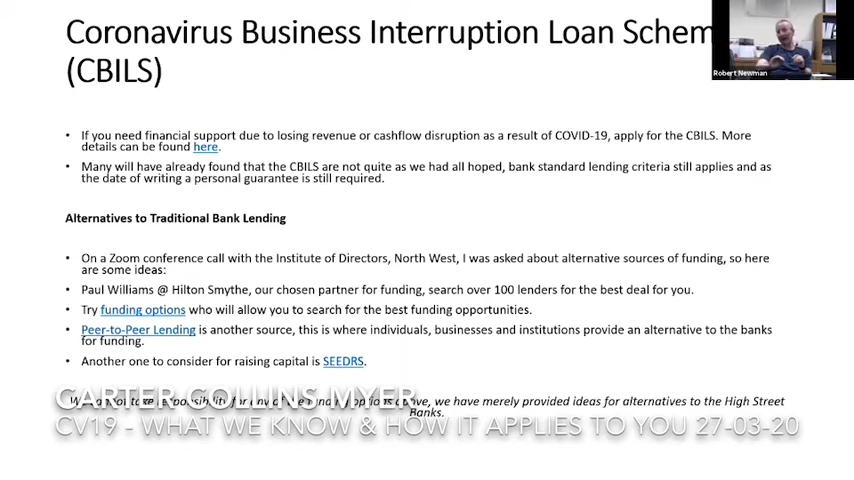 Coronavirus Business Interruption Loan Schem
(CBILS)
Robert Newman
• If you need financial support due to losing revenue or cashflow disruption as a result of COVID-19, apply for the CBILS. More
details can be found here.
• Many will have already found that the CBILS are not quite as we had all hoped, bank standard lending criteria still applies and as
the date of writing a personal guarantee is still required.
Alternatives to Traditional Bank Lending
• On a Zoom conference call with the Institute of Directors, North West, I was asked about alternative sources of funding, so here
are some ideas:
• Paul Williams @ Hilton Smythe, our chosen partner for funding, search over 100 lenders for the best deal for you.
• Try funding options who will allow you to search for the best funding opportunities.
• Peer-to-Peer Lending is another source, this is where individuals, businesses and institutions provide an alternative to the banks
for funding.
• Another one to consider for raising capital is SEEDRS.
responsibility for any of the funding options above, we have merely provided ideas for alternatives to the High Street
Banks.
CARTER COLLINS MYER
CV19 - WHAT WE KNOW & HOW IT APPLIES TO YOU 27-03-20